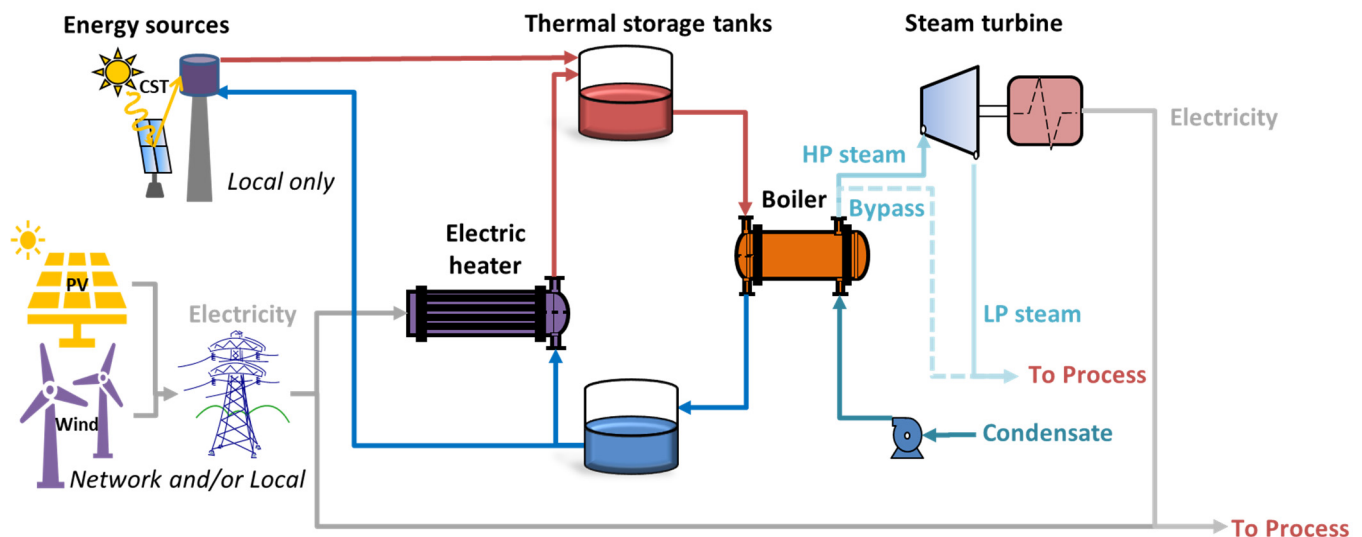 Energy sources
Thermal storage tanks
Steam turbine
CST
Electricity
HP steam
Local only
Boiler
Bypass
Electric
heater
PV
Electricity
LP steam
To Process
Wind
Condensate
Network and/or Local
To Process